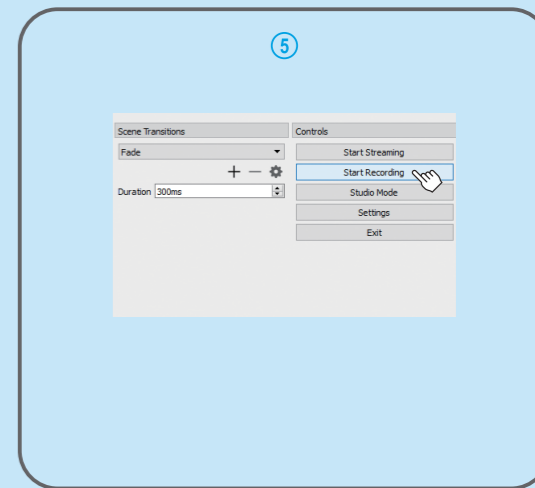 5
Scene Transitions
Fade
Duration 300ms
Controls
Start Streaming
Start Recording
Studio Mode
Settings
Exit